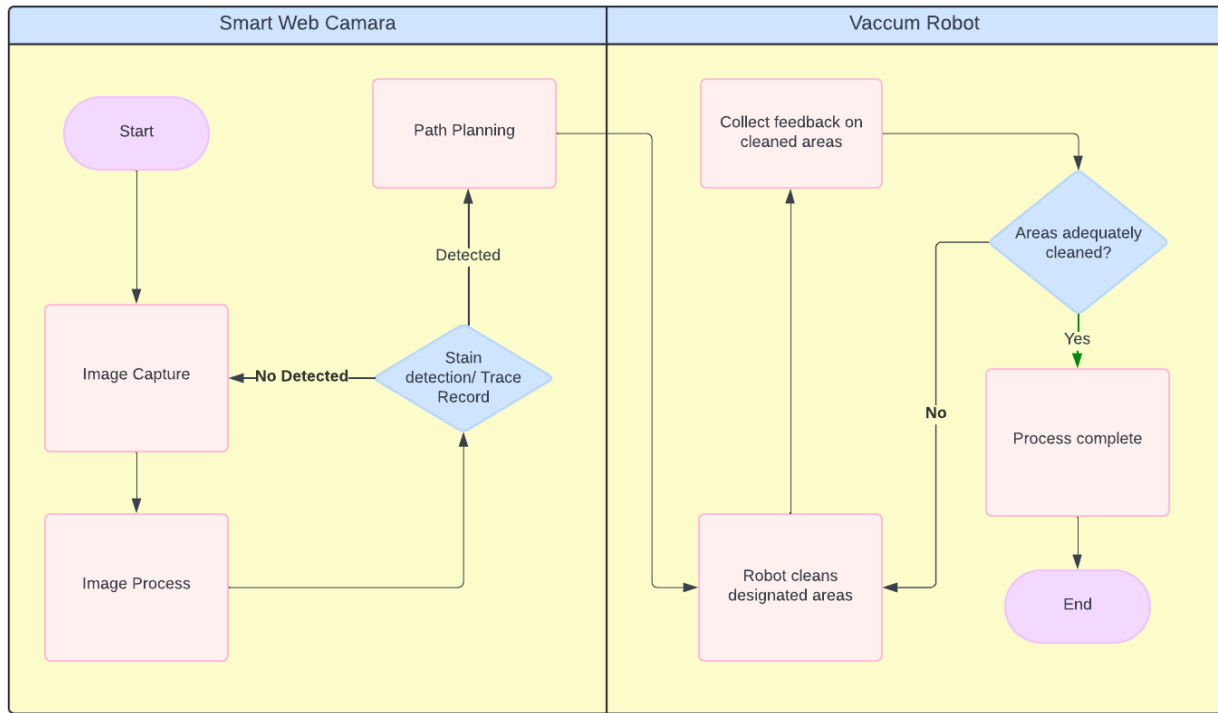 Smart Web Camara
Vaccum Robot
Start
Path Planning
Detected
Image Capture
No Detected
Stain
detection/ Trace
Record
Image Process
Collect feedback on
cleaned areas
Areas adequately
cleaned?
Yes
No
Process complete
Robot cleans
designated areas
End